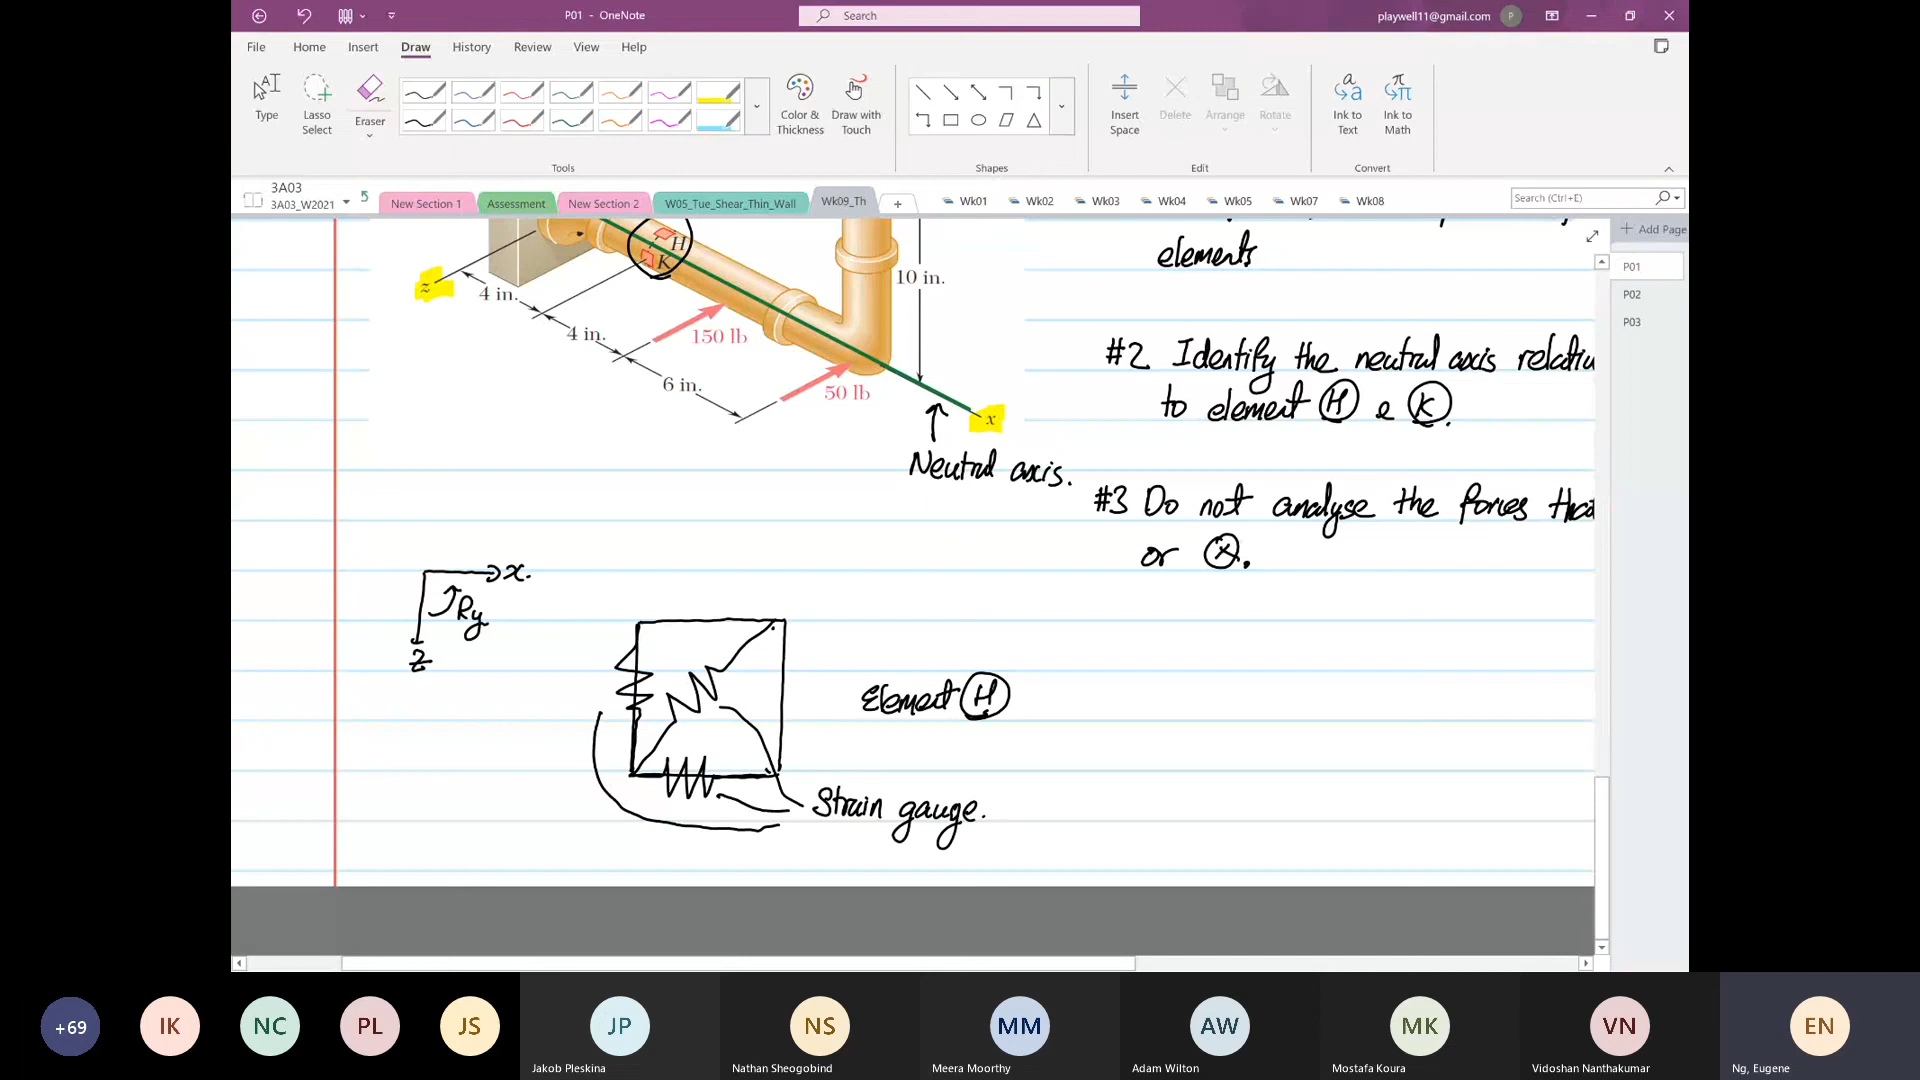 P01 - OneNote
Search
playwell11@gmail.com
P
File Home Insert Draw History Review View Help
Type
Lasso Select
Eraser
Color & Thickness
Draw with Touch
Insert Space
Delete
Arrange
Rotate
Ink to Text
Ink to Math
Tools
Shapes
Edit
Convert
3A03
3A03_W2021
New Section 1
Assessment
New Section 2
W05_Tue_Shear_Thin_Wall
Wk09_Th
+
Wk01
Wk02
Wk03
Wk04
Wk05
Wk07
Wk08
Search (Ctrl+E)
Add Page
P01
P02
P03
elements
H
K
z
4 in.
4 in.
6 in.
10 in.
150 lb
50 lb
x
Neutral axis.
#2 Identify the neutral axis
to element H e K.
#3 Do not analyse the forces
or
x.
Ry
z
Element H
Strain gauge.
+69
IK
NC
PL
JS
JP
NS
MM
AW
MK
VN
EN
Jakob Pleskina
Nathan Sheogobind
Meera Moorthy
Adam Wilton
Mostafa Koura
Vidoshan Nanthakumar
Ng, Eugene